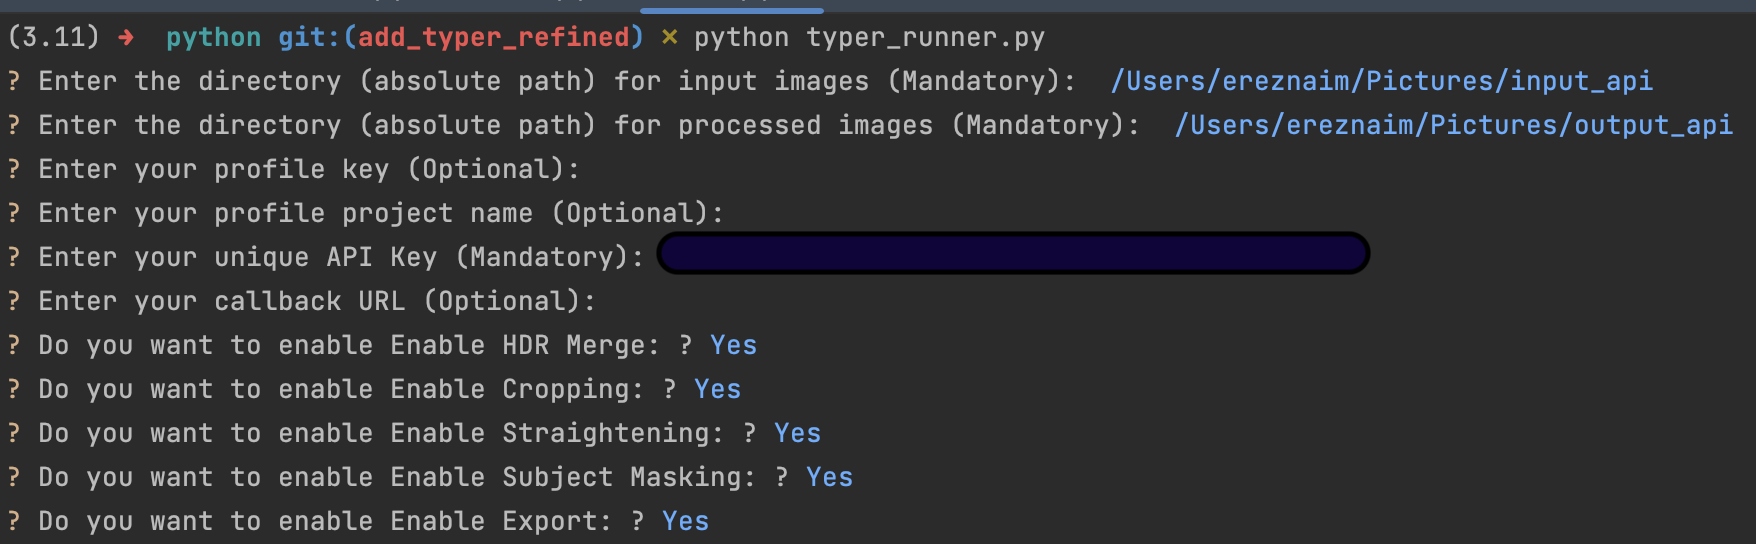 (3.11) → python git:(add_typer_refined) × python typer_runner.py
? Enter the directory (absolute path) for input images (Mandatory): /Users/ereznaim/Pictures/input_api
? Enter the directory (absolute path) for processed images (Mandatory): /Users/ereznaim/Pictures/output_api
? Enter your profile key (Optional):
? Enter your profile project name (Optional):
? Enter your unique API Key (Mandatory):
? Enter your callback URL (Optional):
? Do you want to enable Enable HDR Merge: ? Yes
? Do you want to enable Enable Cropping: ? Yes
? Do you want to enable Enable Straightening: ? Yes
? Do you want to enable Enable Subject Masking: ? Yes
? Do you want to enable Enable Export: ? Yes